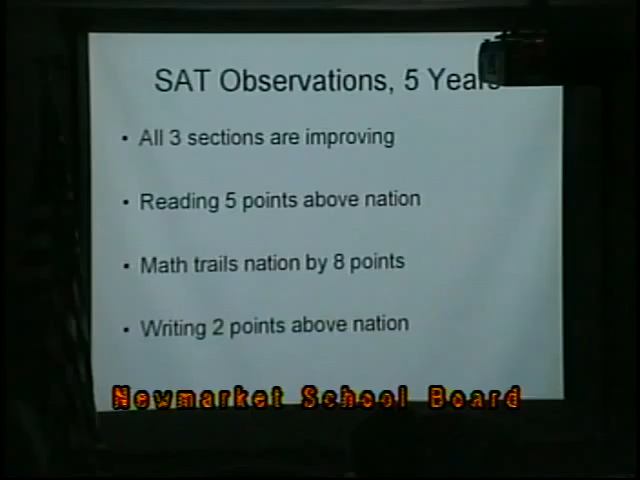 SAT Observations, 5 Years
• All 3 sections are improving
• Reading 5 points above nation
• Math trails nation by 8 points
• Writing 2 points above nation
Newmarket School Board